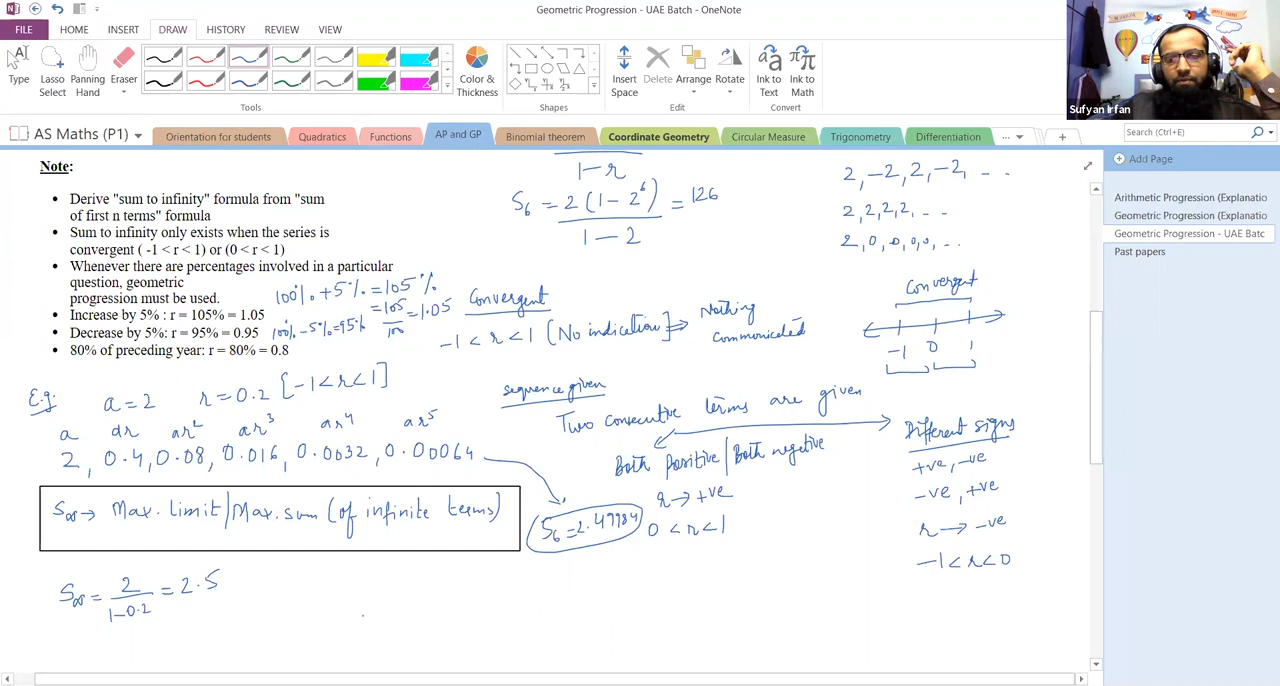 Geometric Progression - UAE Batch - OneNote
FILE HOME INSERT DRAW HISTORY REVIEW VIEW
Type
Lasso Select
Panning Hand
Eraser
Color & Thickness
Insert Space
Delete
Arrange
Rotate
Ink to Text
Ink to Math
Tools
Shapes
Edit
Convert
Sufyan Irfan
AS Maths (P1)
Orientation for students
Quadratics
Functions
AP and GP
Binomial theorem
Coordinate Geometry
Circular Measure
Trigonometry
Differentiation
...
Search (Ctrl+E)
Add Page
Arithmetic Progression (Explanatio
Geometric Progression (Explanatio
Geometric Progression - UAE Batc
Past papers
Note:
• Derive "sum to infinity" formula from "sum
of first n terms" formula
• Sum to infinity only exists when the series is
convergent ( -1 < r < 1) or (0 < r < 1)
• Whenever there are percentages involved in a particular
question, geometric
progression must be used.
• Increase by 5% : r = 105% = 1.05
• Decrease by 5%: r = 95% = 0.95
• 80% of preceding year: r = 80% = 0.8
100% + 5% = 105%
= 105/100 = 1.05
100% - 5% = 95%
1 - r
S6 = 2 (1 - 2^6) / 1 - 2 = 126
2, -2, 2, -2, ...
2, 2, 2, 2, ...
2, 0, 0, 0, 0, ...
Convergent
-1 < r < 1 (No indication) => Nothing
communicated
Convergent
-1 0 1
E.g:
a = 2 r = 0.2 [-1 < r < 1]
a ar ar^2 ar^3 ar^4 ar^5
2, 0.4, 0.08, 0.016, 0.0032, 0.00064
S∞ → Max. limit/Max. sum (of infinite terms)
S6 = 2.49984
S∞ = 2 / 1-0.2 = 2.5
sequence given
Two consecutive terms are given
Both positive/Both negative
r → +ve
0 < r < 1
Different signs
+ve, -ve
-ve, +ve
r → -ve
-1 < r < 0